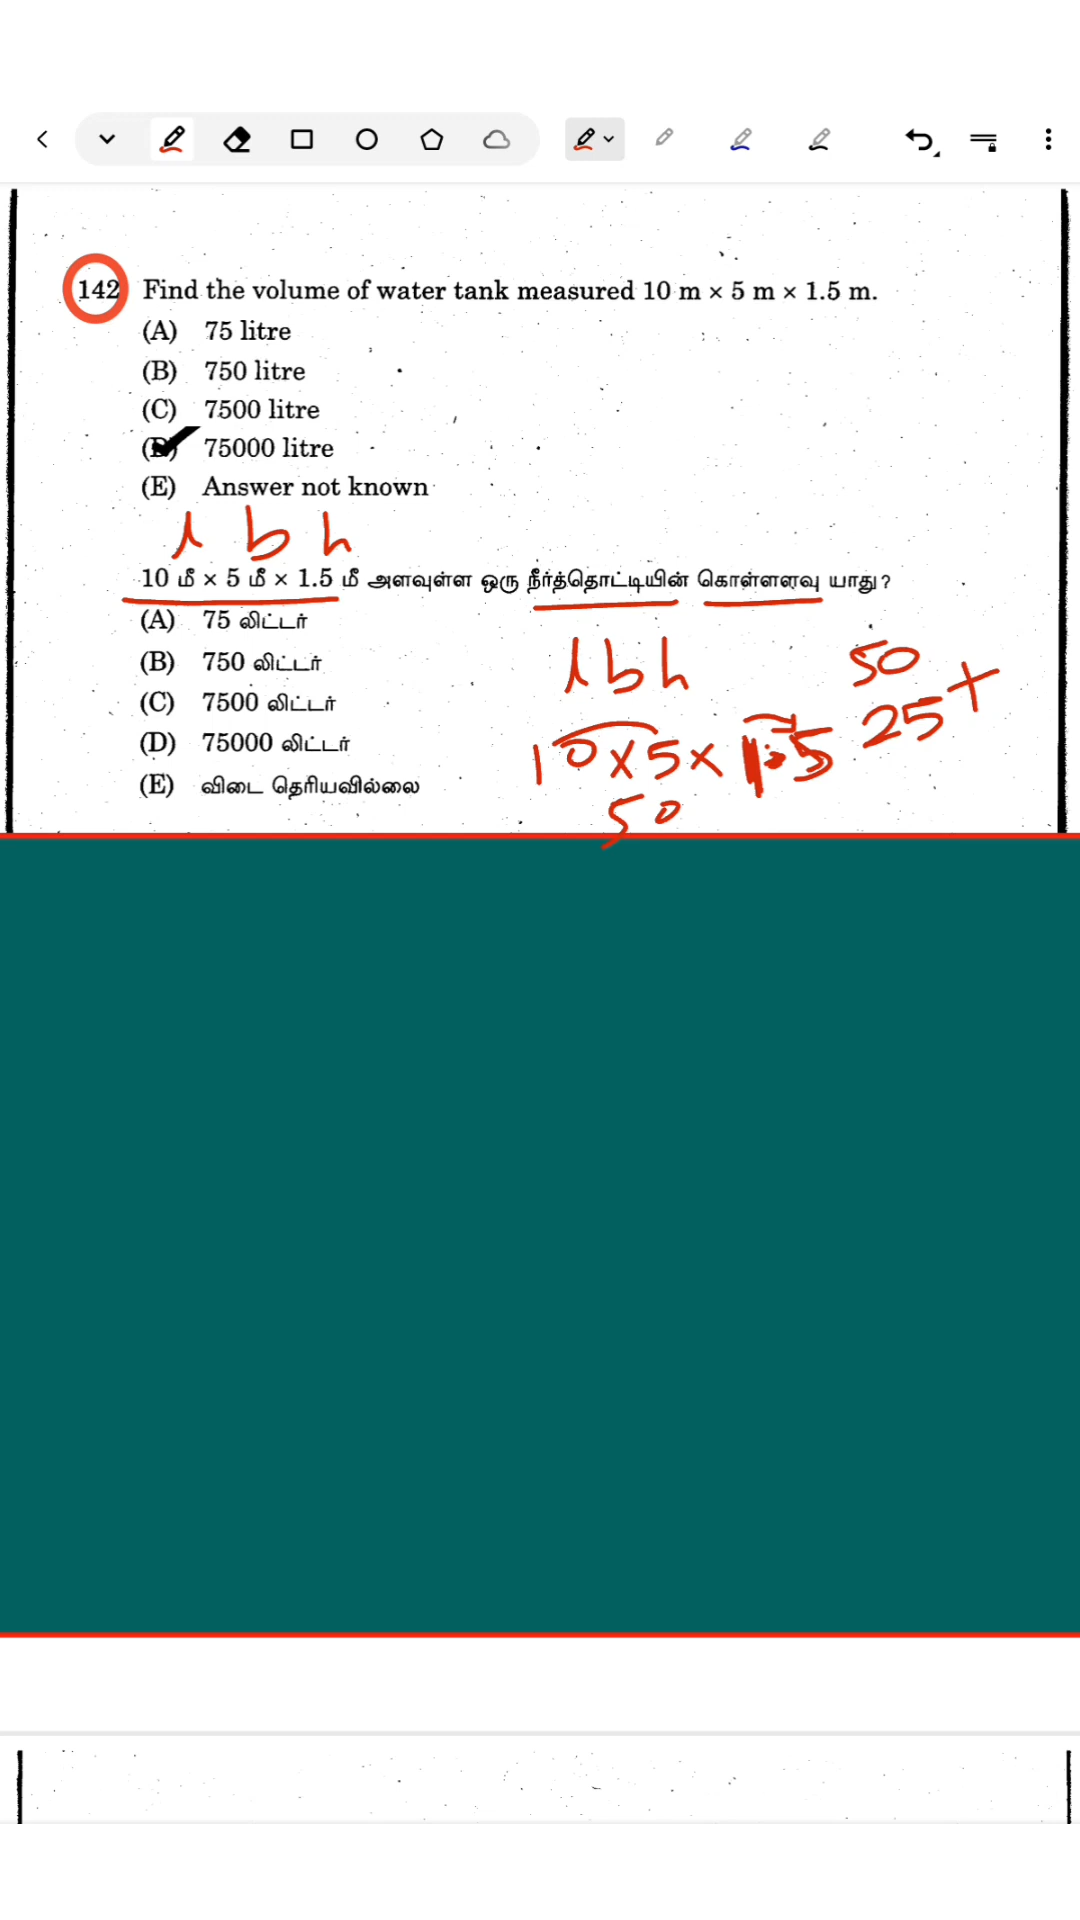 142 Find the volume of water tank measured 10 m × 5 m × 1.5 m.
(A) 75 litre
(B) 750 litre
(C) 7500 litre
(D) 75000 litre
(E) Answer not known
l b h
10 மீ × 5 மீ × 1.5 மீ அளவுள்ள ஒரு நீர்த்தொட்டியின் கொள்ளளவு யாது?
(A) 75 லிட்டர்
(B) 750 லிட்டர்
(C) 7500 லிட்டர்
(D) 75000 லிட்டர்
(E) விடை தெரியவில்லை
l b h
50
25 +
10 × 5 × 1.5
50